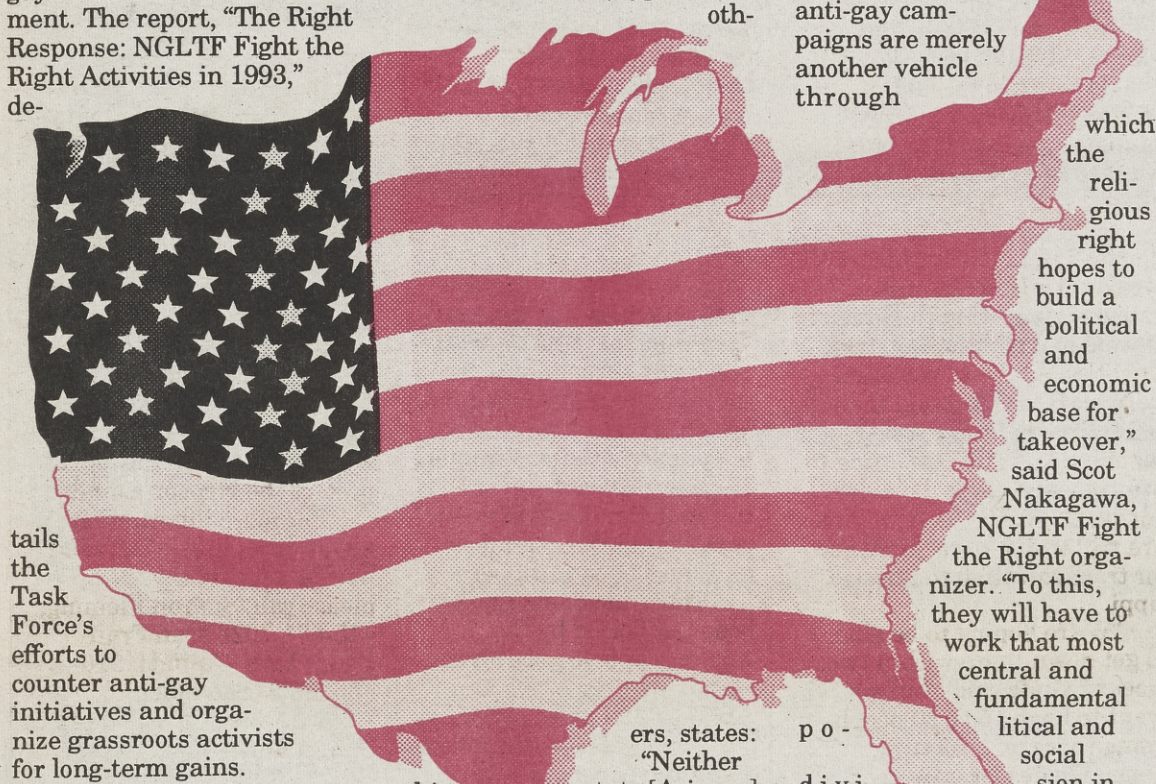 ment. The report, “The Right
Response: NGLTF Fight the
Right Activities in 1993,”
de-
tails
the
Task
Force’s
efforts to
counter anti-gay
initiatives and orga-
nize grassroots activists
for long-term gains.
oth-
ers, states:
“Neither
anti-gay cam-
paigns are merely
another vehicle
through
which
the
reli-
gious
right
hopes to
build a
political
and
economic
base for
takeover,”
said Scot
Nakagawa,
NGLTF Fight
the Right orga-
nizer. “To this,
they will have to
work that most
central and
fundamental
po-
litical and
social